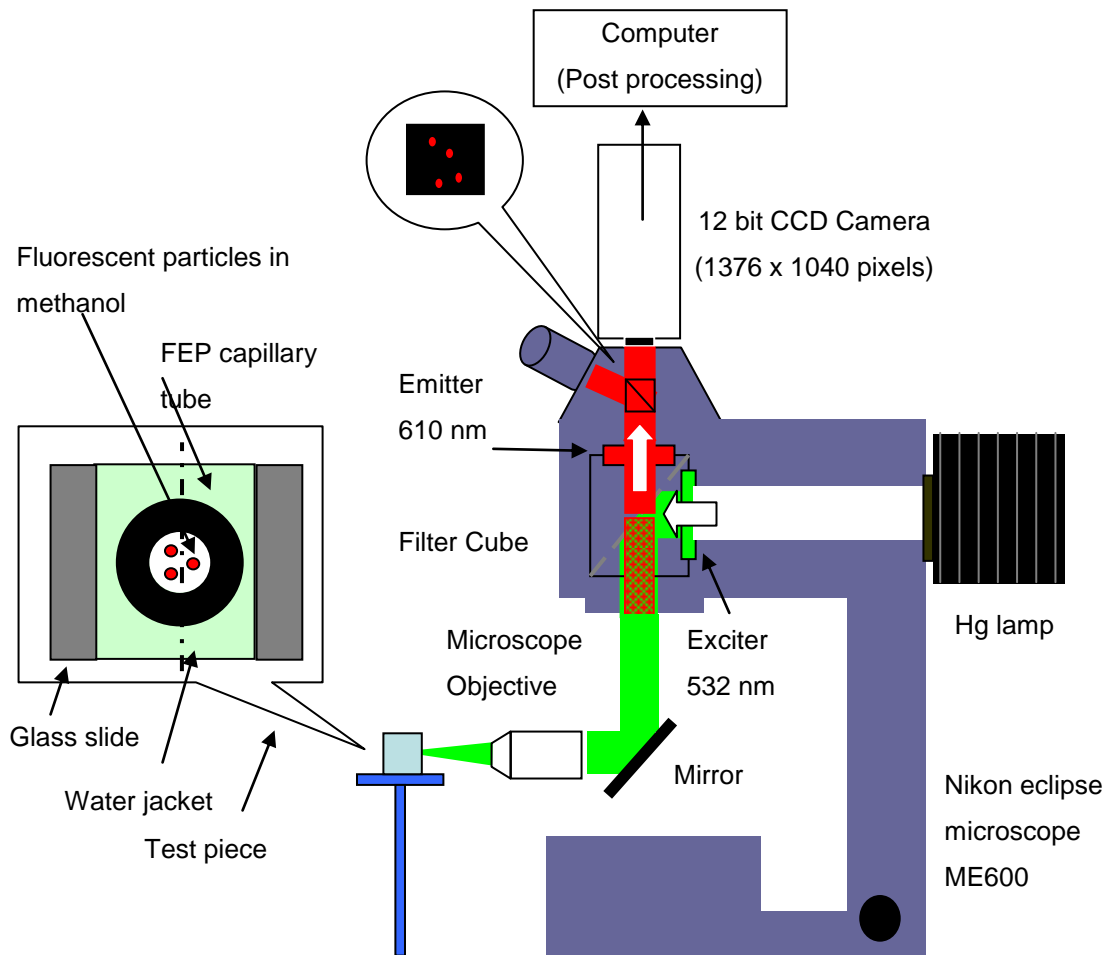 Computer
(Post processing)
12 bit CCD Camera
(1376 x 1040 pixels)
Fluorescent particles in
methanol
FEP capillary
tube
Emitter
610 nm
Filter Cube
Hg lamp
Microscope
Objective
Exciter
532 nm
Glass slide
Mirror
Water jacket
Test piece
Nikon eclipse
microscope
ME600